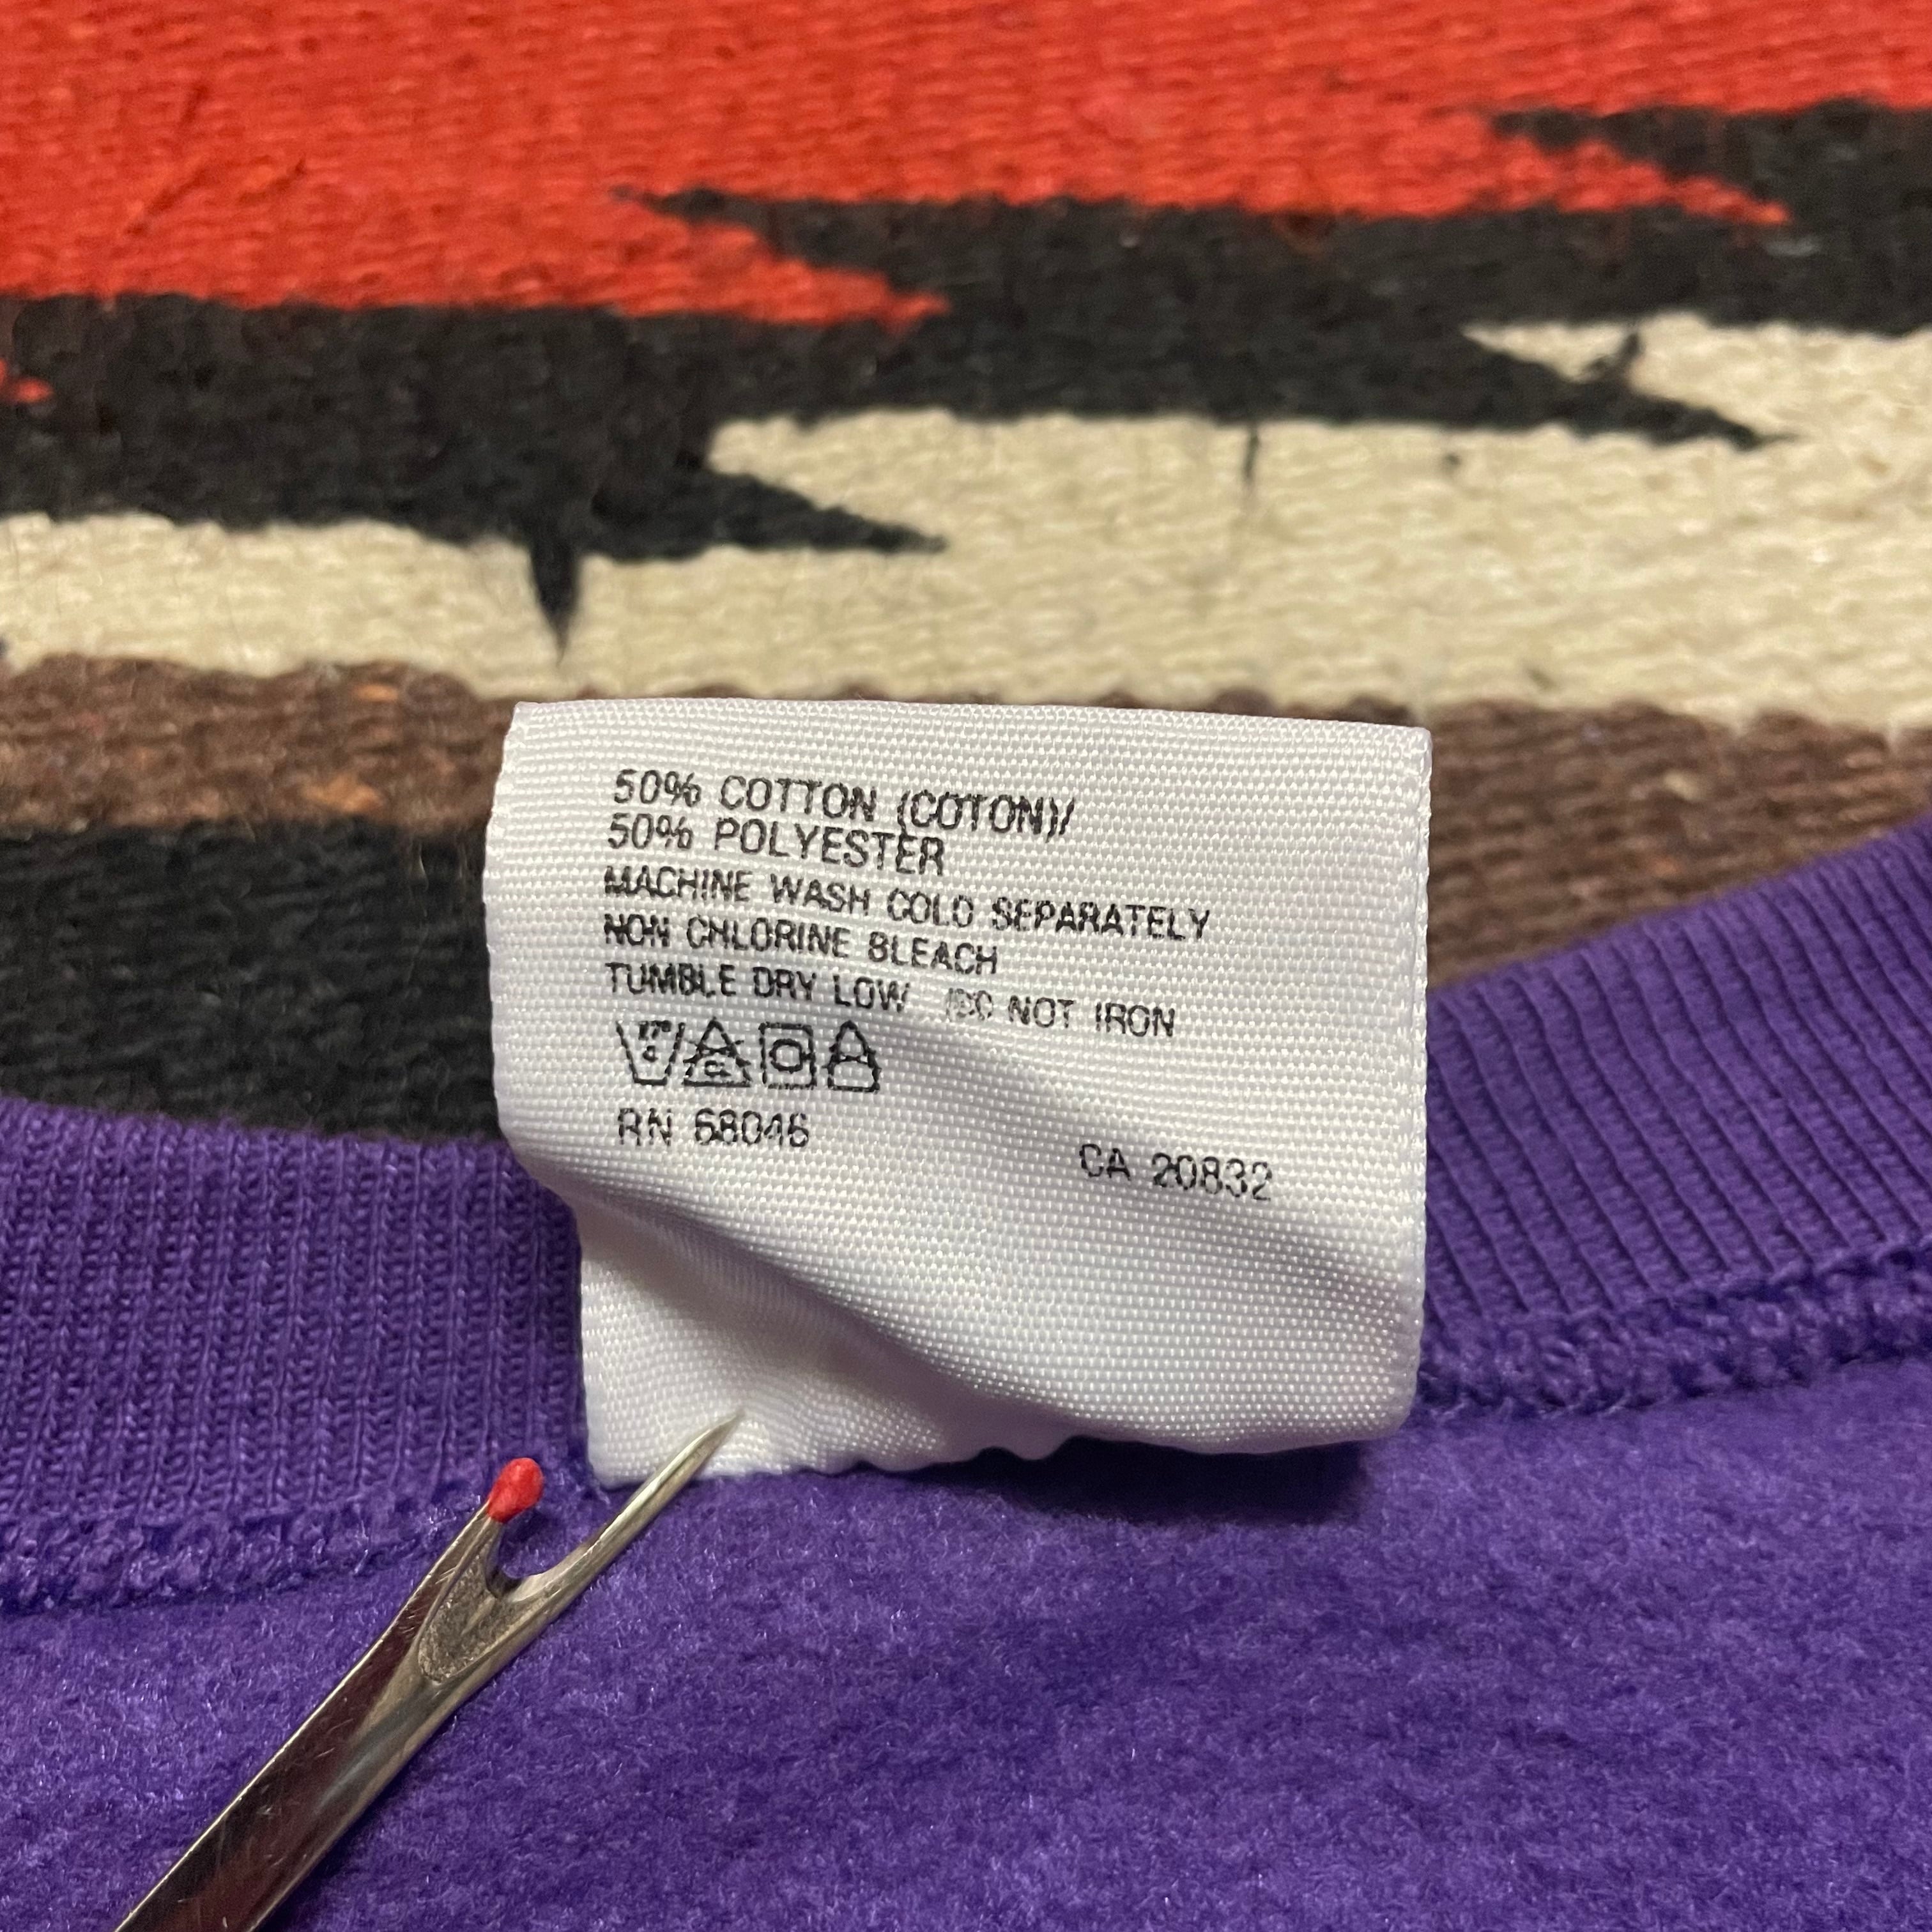 50% COTTON (COTON)/
50% POLYESTER
MACHINE WASH COLD SEPARATELY
NON CHLORINE BLEACH
TUMBLE DRY LOW /DO NOT IRON
RN 68046
CA 20832